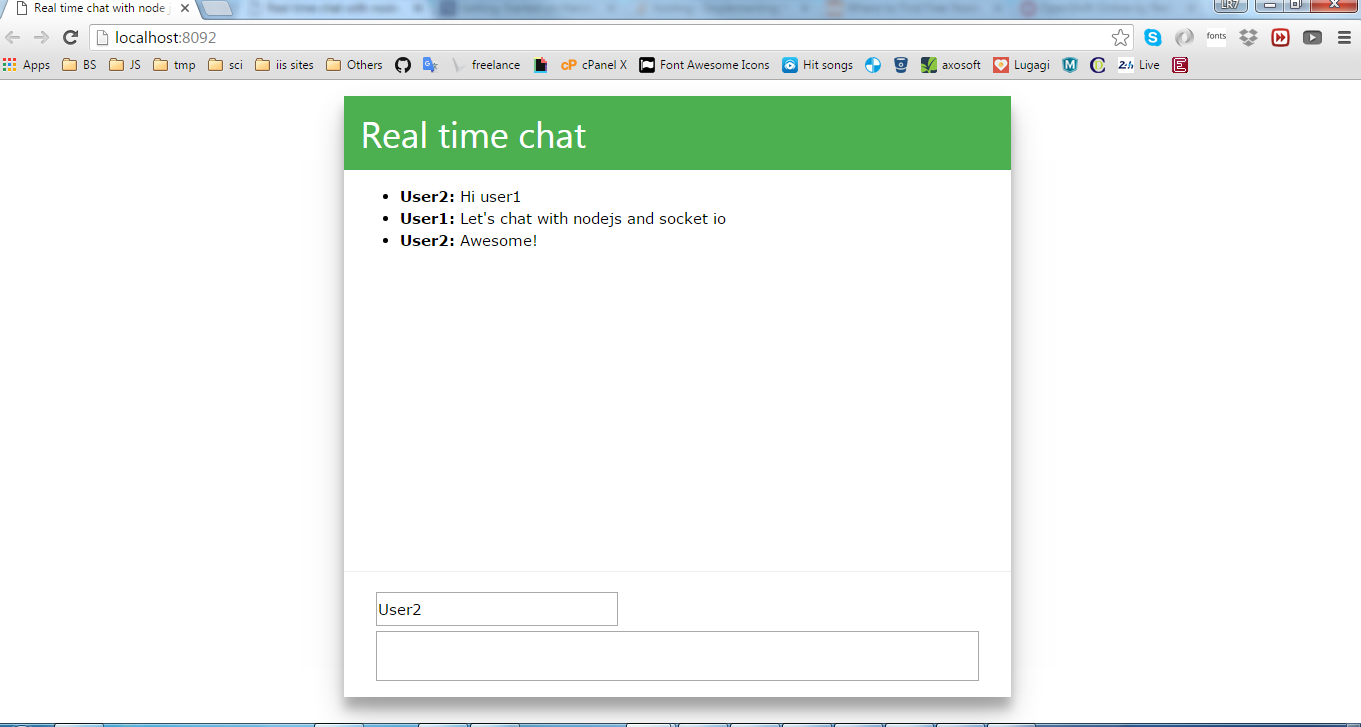 Real time chat with node j
LR7
localhost:8092
fonts
Apps BS JS tmp sci iis sites Others freelance cP cPanel X Font Awesome Icons Hit songs axosoft Lugagi M C 2:h Live E
Real time chat
User2: Hi user1
User1: Let's chat with nodejs and socket io
User2: Awesome!
User2